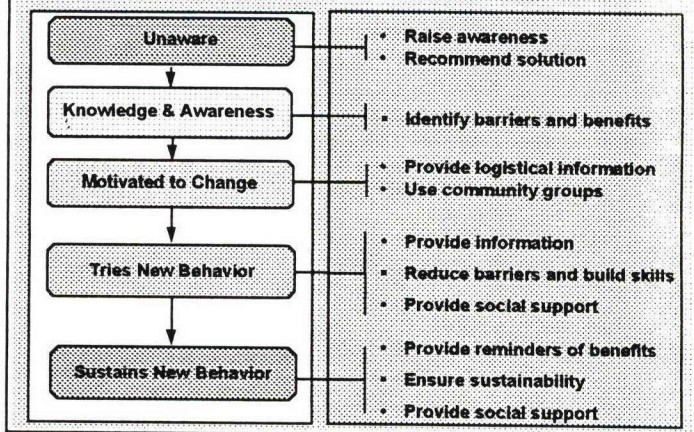 Unaware
• Raise awareness
• Recommend solution
Knowledge & Awareness
• Identify barriers and benefits
Motivated to Change
• Provide logistical information
• Use community groups
Tries New Behavior
• Provide information
• Reduce barriers and build skills
• Provide social support
Sustains New Behavior
• Provide reminders of benefits
• Ensure sustainability
• Provide social support